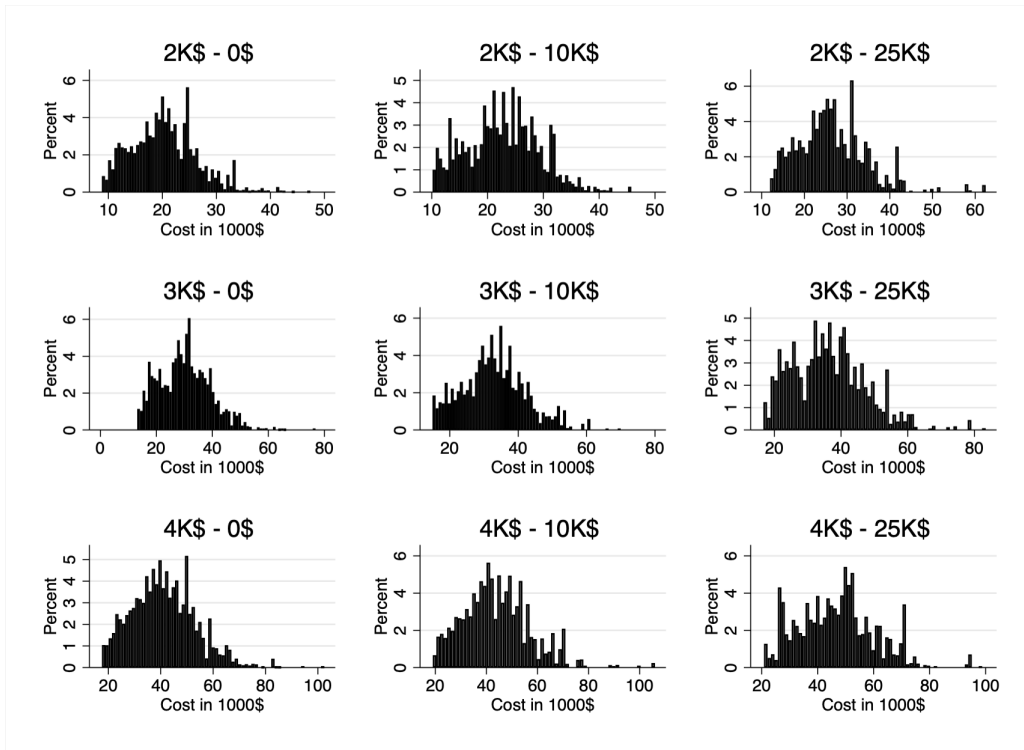 2K$ - 0$
Percent
0 2 4 6
10 20 30 40 50
Cost in 1000$
2K$ - 10K$
Percent
0 1 2 3 4 5
10 20 30 40 50
Cost in 1000$
2K$ - 25K$
Percent
0 2 4 6
10 20 30 40 50 60
Cost in 1000$
3K$ - 0$
Percent
0 2 4 6
0 20 40 60 80
Cost in 1000$
3K$ - 10K$
Percent
0 2 4 6
20 40 60 80
Cost in 1000$
3K$ - 25K$
Percent
0 1 2 3 4 5
20 40 60 80
Cost in 1000$
4K$ - 0$
Percent
0 1 2 3 4 5
20 40 60 80 100
Cost in 1000$
4K$ - 10K$
Percent
0 2 4 6
20 40 60 80 100
Cost in 1000$
4K$ - 25K$
Percent
0 2 4 6
20 40 60 80 100
Cost in 1000$